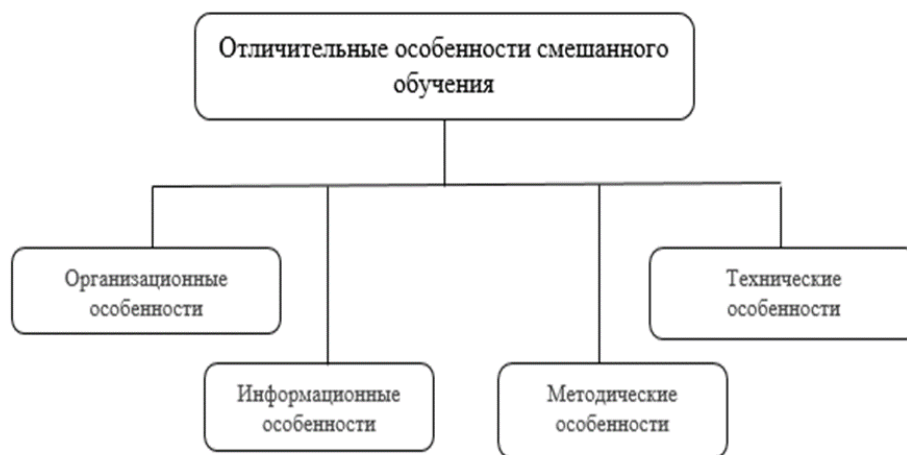 Отличительные особенности смешанного
обучения
Организационные
особенности
Технические
особенности
Информационные
особенности
Методические
особенности